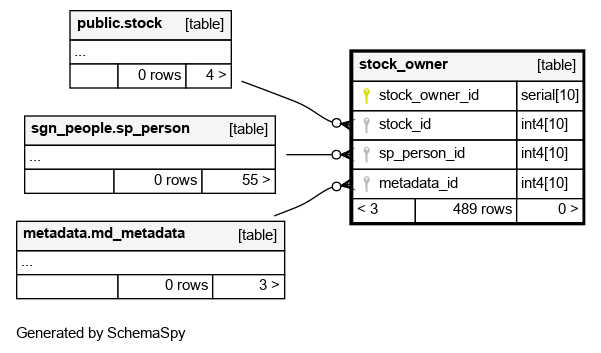 public.stock [table]
...
0 rows 4 >
sgn_people.sp_person [table]
...
0 rows 55 >
metadata.md_metadata [table]
...
0 rows 3 >
stock_owner [table]
stock_owner_id serial[10]
stock_id int4[10]
sp_person_id int4[10]
metadata_id int4[10]
< 3 489 rows 0 >
Generated by SchemaSpy